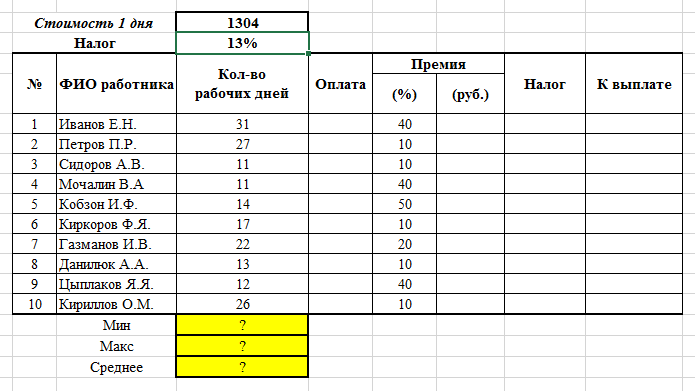 Стоимость 1 дня 1304
Налог 13%
№ ФИО работника Кол-во рабочих дней Оплата Премия (%) (руб.) Налог К выплате
1 Иванов Е.Н. 31 40
2 Петров П.Р. 27 10
3 Сидоров А.В. 11 10
4 Мочалин В.А 11 40
5 Кобзон И.Ф. 14 50
6 Киркоров Ф.Я. 17 10
7 Газманов И.В. 22 20
8 Данилюк А.А. 13 10
9 Цыплаков Я.Я. 12 40
10 Кириллов О.М. 26 10
Мин ?
Макс ?
Среднее ?